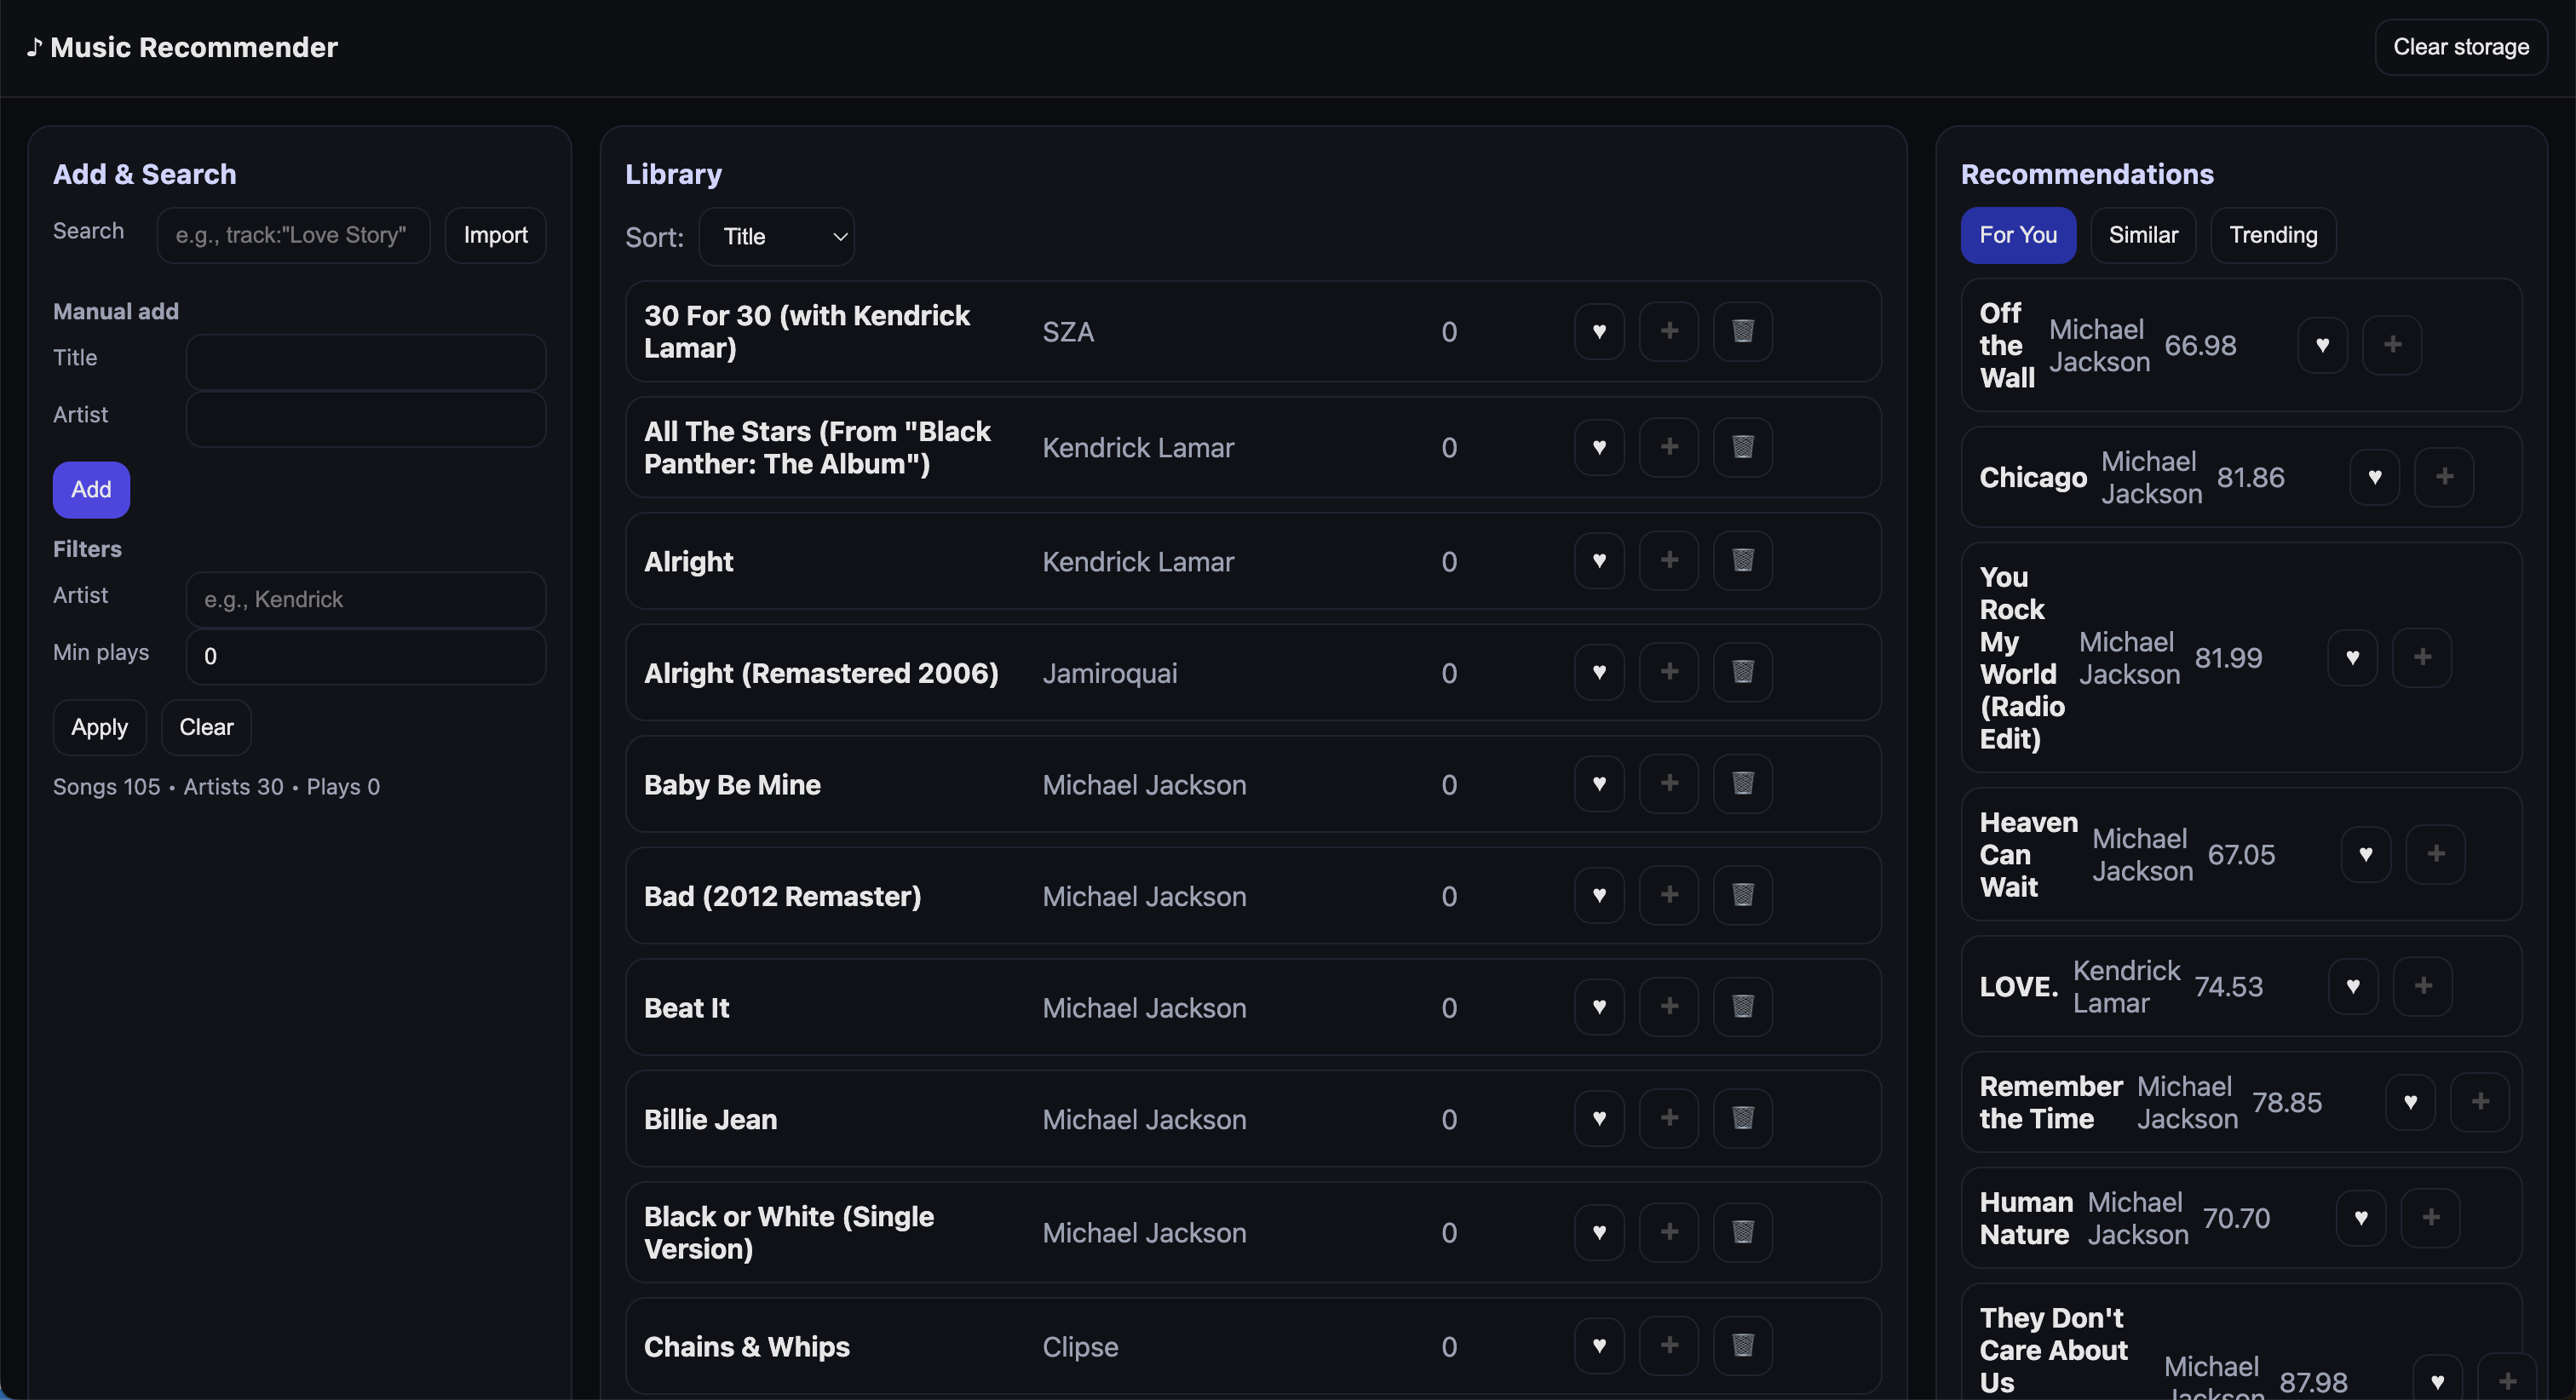 ♪ Music Recommender
Clear storage
Add & Search
Search
e.g., track:"Love Story"
Import
Manual add
Title
Artist
Add
Filters
Artist
e.g., Kendrick
Min plays
0
Apply
Clear
Songs 105 • Artists 30 • Plays 0
Library
Sort:
Title
30 For 30 (with Kendrick
Lamar)
SZA
0
All The Stars (From "Black
Panther: The Album")
Kendrick Lamar
0
Alright
Kendrick Lamar
0
Alright (Remastered 2006)
Jamiroquai
0
Baby Be Mine
Michael Jackson
0
Bad (2012 Remaster)
Michael Jackson
0
Beat It
Michael Jackson
0
Billie Jean
Michael Jackson
0
Black or White (Single
Version)
Michael Jackson
0
Chains & Whips
Clipse
0
Recommendations
For You
Similar
Trending
Off
the
Wall
Michael
Jackson
66.98
Chicago
Michael
Jackson
81.86
You
Rock
My
World
(Radio
Edit)
Michael
Jackson
81.99
Heaven
Can
Wait
Michael
Jackson
67.05
LOVE.
Kendrick
Lamar
74.53
Remember
the Time
Michael
Jackson
78.85
Human
Nature
Michael
Jackson
70.70
They Don't
Care About
Us
Michael
Jackson
87.98